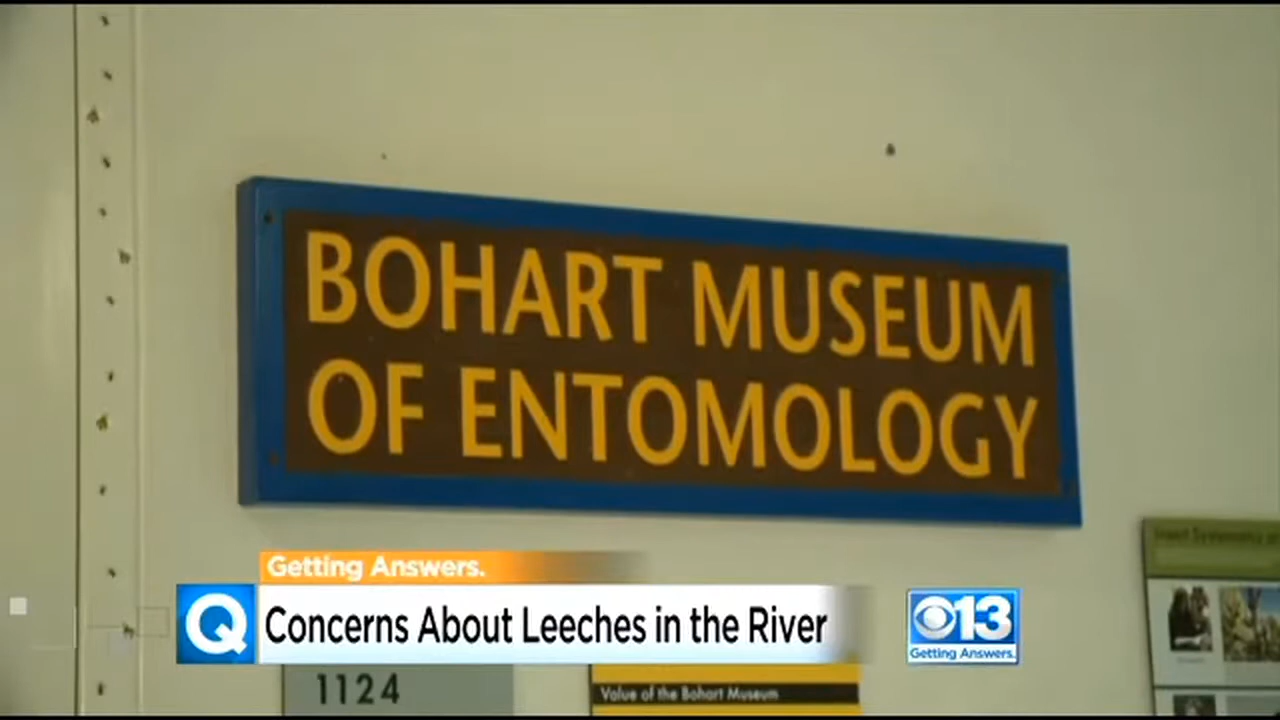 BOHART MUSEUM
OF ENTOMOLOGY
Getting Answers.
Q Concerns About Leeches in the River
13
Getting Answers.
1124
Value of the Bohart Museum